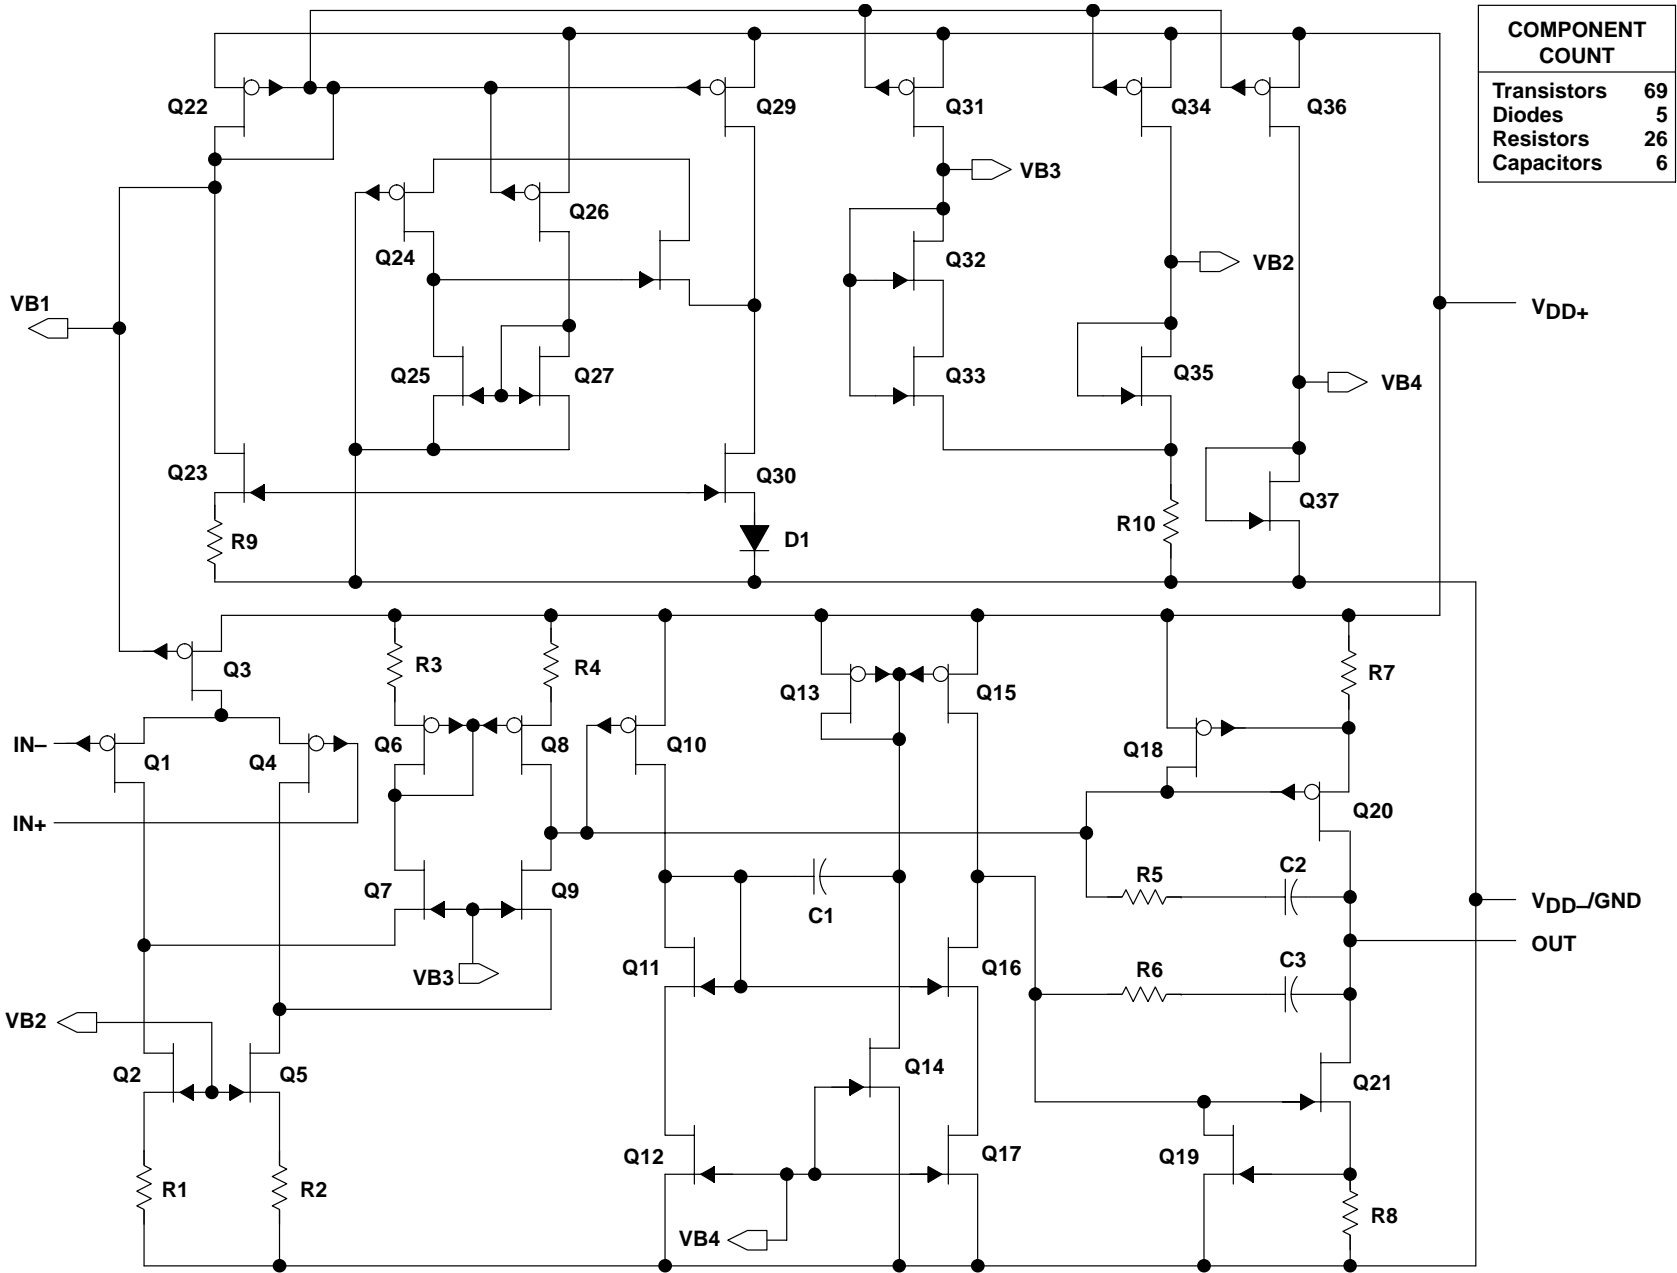 COMPONENT
COUNT
Transistors 69
Diodes 5
Resistors 26
Capacitors 6
Q22
Q29
Q31
Q34
Q36
VB3
Q26
Q24
Q32
VB2
VB1
VDD+
Q25
Q27
Q33
Q35
VB4
Q23
Q30
Q37
R9
D1
R10
Q3
R3
R4
Q13
Q15
R7
IN–
Q1
Q4
Q6
Q8
Q10
Q18
IN+
Q20
Q7
Q9
C1
R5
C2
VDD–/GND
OUT
VB3
Q11
Q16
R6
C3
VB2
Q2
Q5
Q14
Q21
Q12
Q17
Q19
R1
R2
R8
VB4